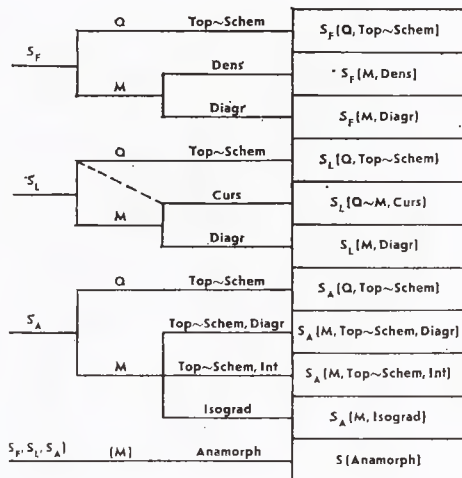 Q Top~Schem S_F(Q, Top~Schem)
S_F
Dens S_F(M, Dens)
M
Diagr S_F(M, Diagr)
Q Top~Schem S_L(Q, Top~Schem)
S_L
Curs S_L(Q~M, Curs)
M
Diagr S_L(M, Diagr)
Q Top~Schem S_A(Q, Top~Schem)
S_A
Top~Schem, Diagr S_A(M, Top~Schem, Diagr)
M Top~Schem, Int S_A(M, Top~Schem, Int)
Isograd S_A(M, Isograd)
S_F, S_L, S_A) (M) Anamorph S(Anamorph)